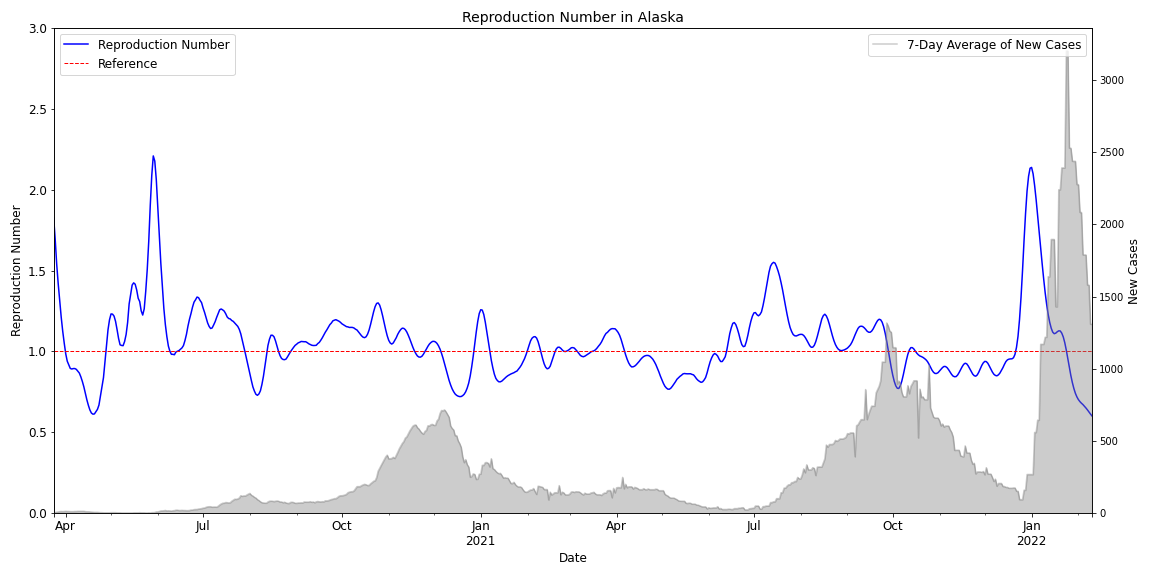 Reproduction Number in Alaska
Reproduction Number
Reference
7-Day Average of New Cases
3.0
2.5
2.0
1.5
1.0
0.5
0.0
Reproduction Number
3000
2500
2000
1500
1000
500
0
New Cases
Apr
Jul
Oct
Jan
2021
Apr
Jul
Oct
Jan
2022
Date